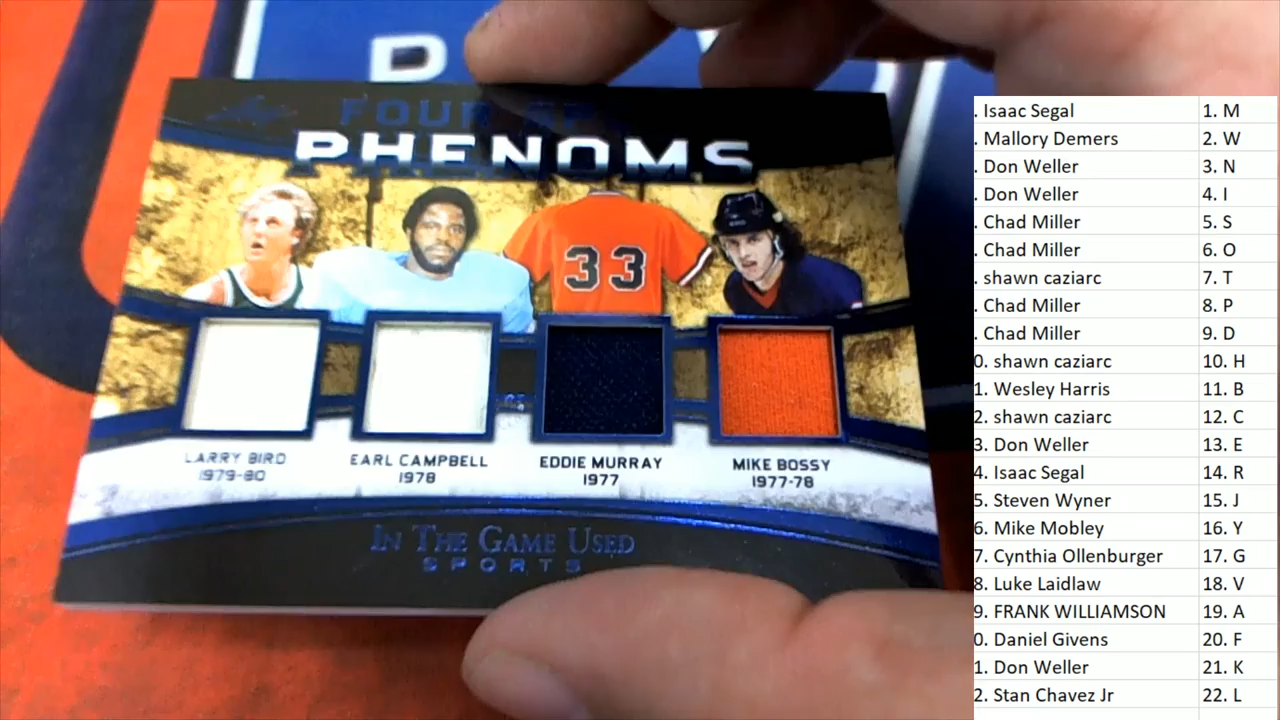 FOUR
PHENOMS
33
LARRY BIRD
1979-80
EARL CAMPBELL
1978
EDDIE MURRAY
1977
MIKE BOSSY
1977-78
IN THE GAME USED
SPORTS
. Isaac Segal 1. M
. Mallory Demers 2. W
. Don Weller 3. N
. Don Weller 4. I
. Chad Miller 5. S
. Chad Miller 6. O
. shawn caziarc 7. T
. Chad Miller 8. P
. Chad Miller 9. D
0. shawn caziarc 10. H
1. Wesley Harris 11. B
2. shawn caziarc 12. C
3. Don Weller 13. E
4. Isaac Segal 14. R
5. Steven Wyner 15. J
6. Mike Mobley 16. Y
7. Cynthia Ollenburger 17. G
8. Luke Laidlaw 18. V
9. FRANK WILLIAMSON 19. A
0. Daniel Givens 20. F
1. Don Weller 21. K
2. Stan Chavez Jr 22. L